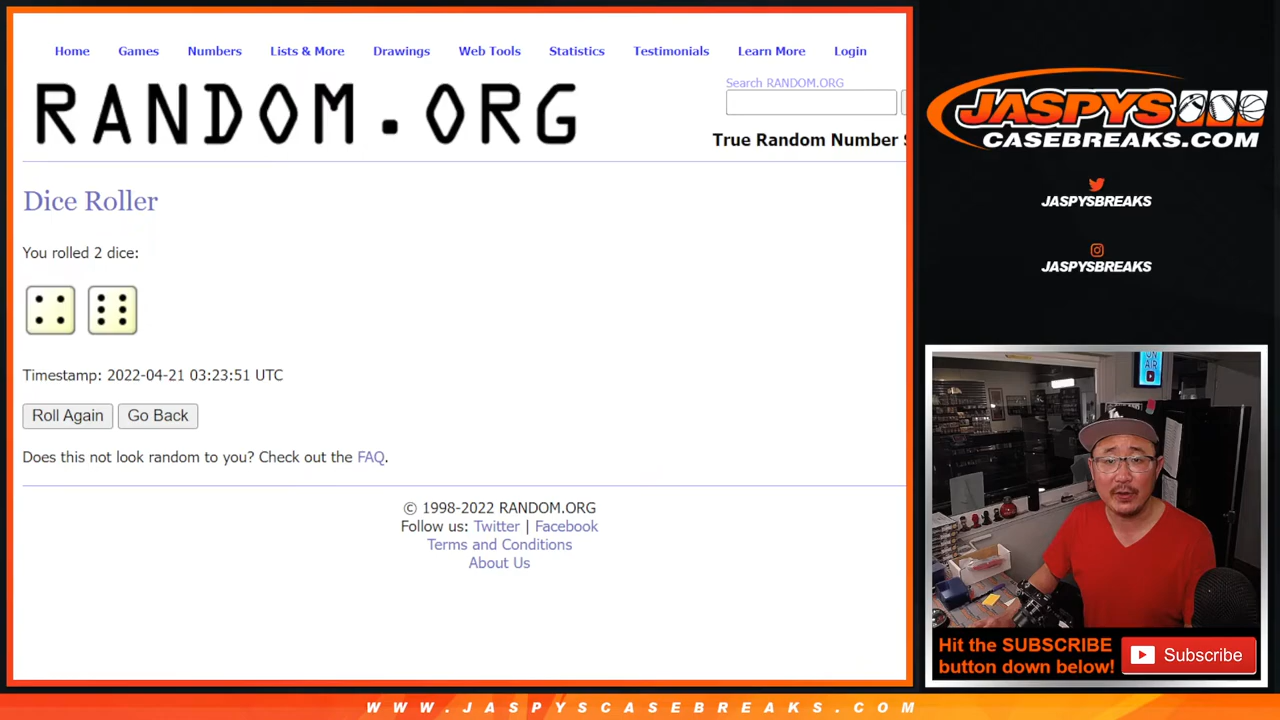 Home Games Numbers Lists & More Drawings Web Tools Statistics Testimonials Learn More Login
RANDOM.ORG
Search RANDOM.ORG
True Random Number
Dice Roller
You rolled 2 dice:
Timestamp: 2022-04-21 03:23:51 UTC
Roll Again Go Back
Does this not look random to you? Check out the FAQ.
© 1998-2022 RANDOM.ORG
Follow us: Twitter | Facebook
Terms and Conditions
About Us
JASPYS
CASEBREAKS.COM
JASPYSBREAKS
JASPYSBREAKS
ON
AIR
Hit the SUBSCRIBE
button down below!
Subscribe
WWW.JASPYSCASEBREAKS.COM